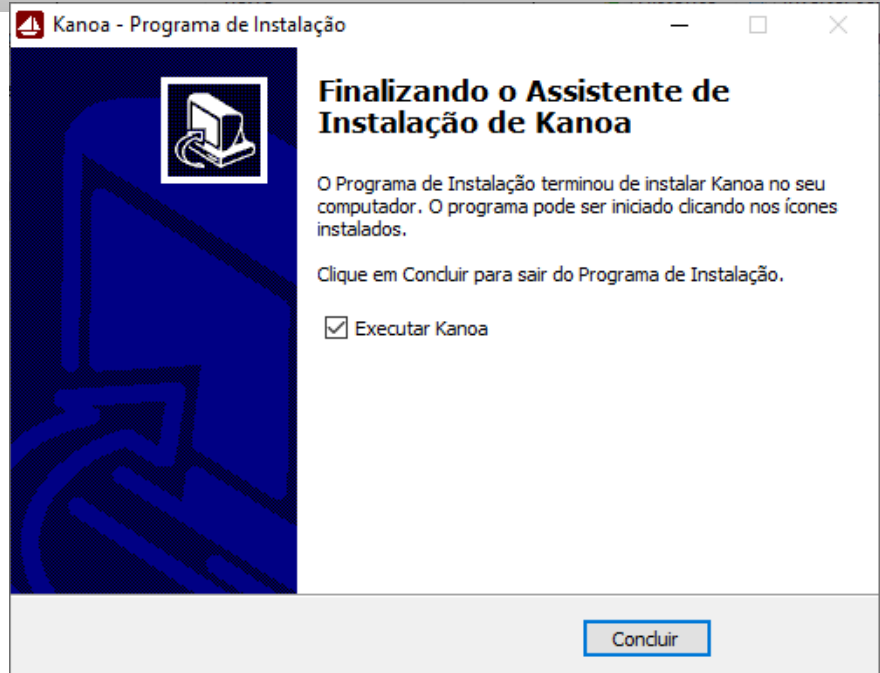 Kanoa - Programa de Instalação
Finalizando o Assistente de
Instalação de Kanoa
O Programa de Instalação terminou de instalar Kanoa no seu
computador. O programa pode ser iniciado clicando nos ícones
instalados.
Clique em Concluir para sair do Programa de Instalação.
Executar Kanoa
Concluir